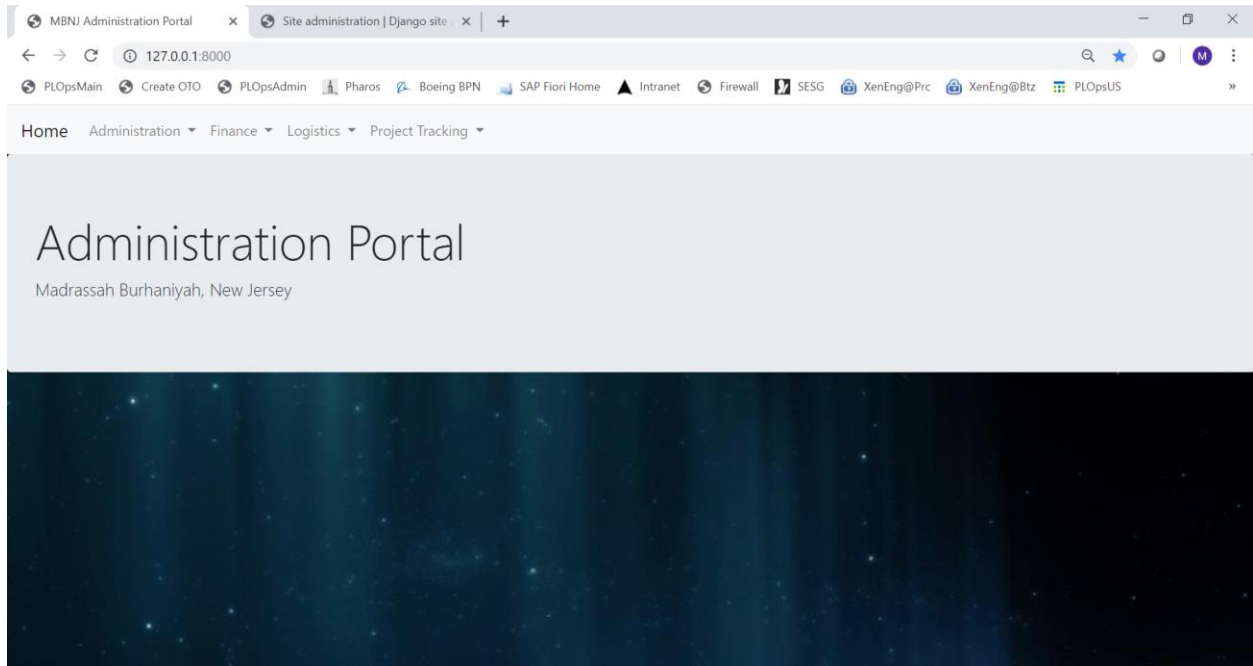 MBNJ Administration Portal
Site administration | Django site
127.0.0.1:8000
M
PLOpsMain Create OTO PLOpsAdmin Pharos Boeing BPN SAP Fiori Home Intranet Firewall SESG XenEng@Prc XenEng@Btz PLOpsUS »
Home Administration Finance Logistics Project Tracking
Administration Portal
Madrassah Burhaniyah, New Jersey